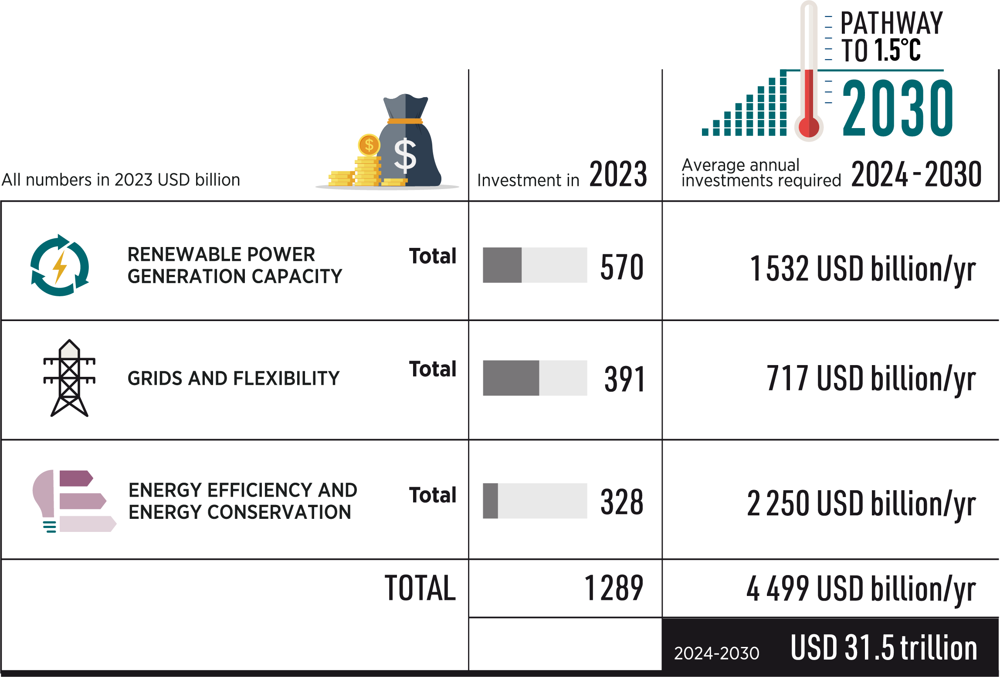 PATHWAY
TO 1.5°C
2030
All numbers in 2023 USD billion
$
$
Investment in 2023
Average annual
investments required 2024-2030
RENEWABLE POWER
GENERATION CAPACITY
Total
570
1 532 USD billion/yr
GRIDS AND FLEXIBILITY
Total
391
717 USD billion/yr
ENERGY EFFICIENCY AND
ENERGY CONSERVATION
Total
328
2 250 USD billion/yr
TOTAL
1 289
4 499 USD billion/yr
2024-2030 USD 31.5 trillion